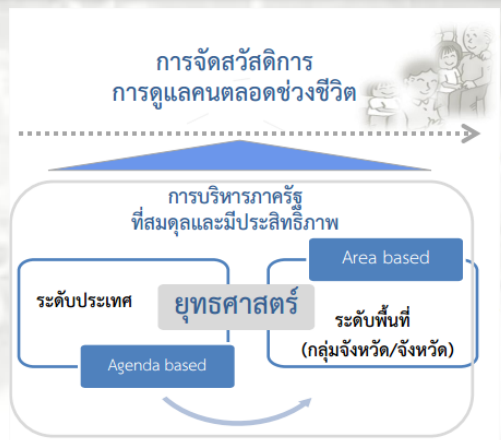 การจัดสวัสดิการ
การดูแลคนตลอดช่วงชีวิต
การบริหารภาครัฐ
ที่สมดุลและมีประสิทธิภาพ
Area based
ระดับประเทศ
ยุทธศาสตร์
ระดับพื้นที่
(กลุ่มจังหวัด/จังหวัด)
Agenda based